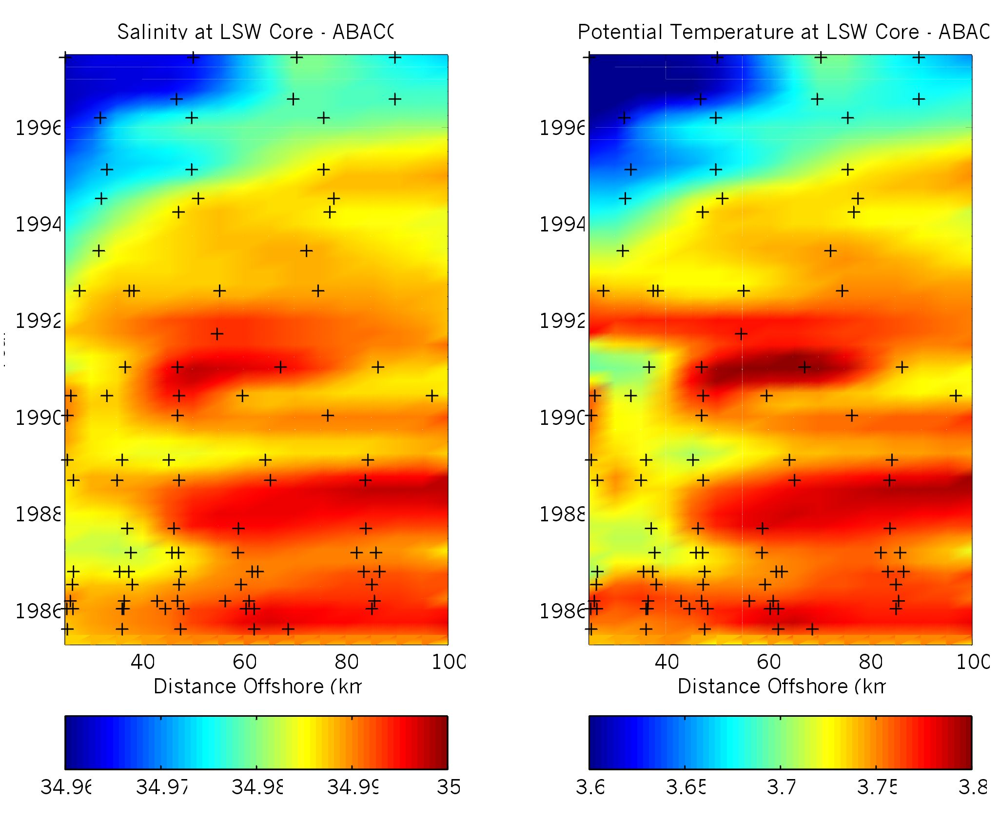 Salinity at LSW Core - ABACO
Potential Temperature at LSW Core - ABAC
1996
1994
1992
1990
1988
1986
40 60 80 100
Distance Offshore (km
34.96 34.97 34.98 34.99 35
1996
1994
1992
1990
1988
1986
40 60 80 100
Distance Offshore (km
3.6 3.65 3.7 3.75 3.8